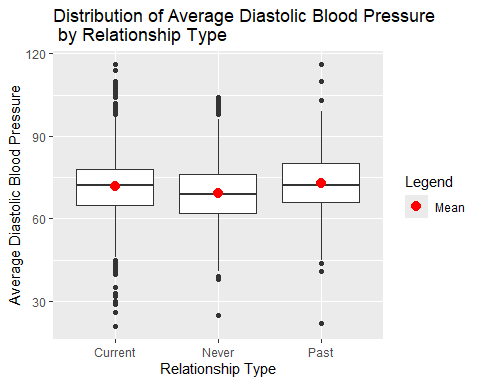 Distribution of Average Diastolic Blood Pressure
by Relationship Type
120
90
60
30
Average Diastolic Blood Pressure
Current Never Past
Relationship Type
Legend
Mean